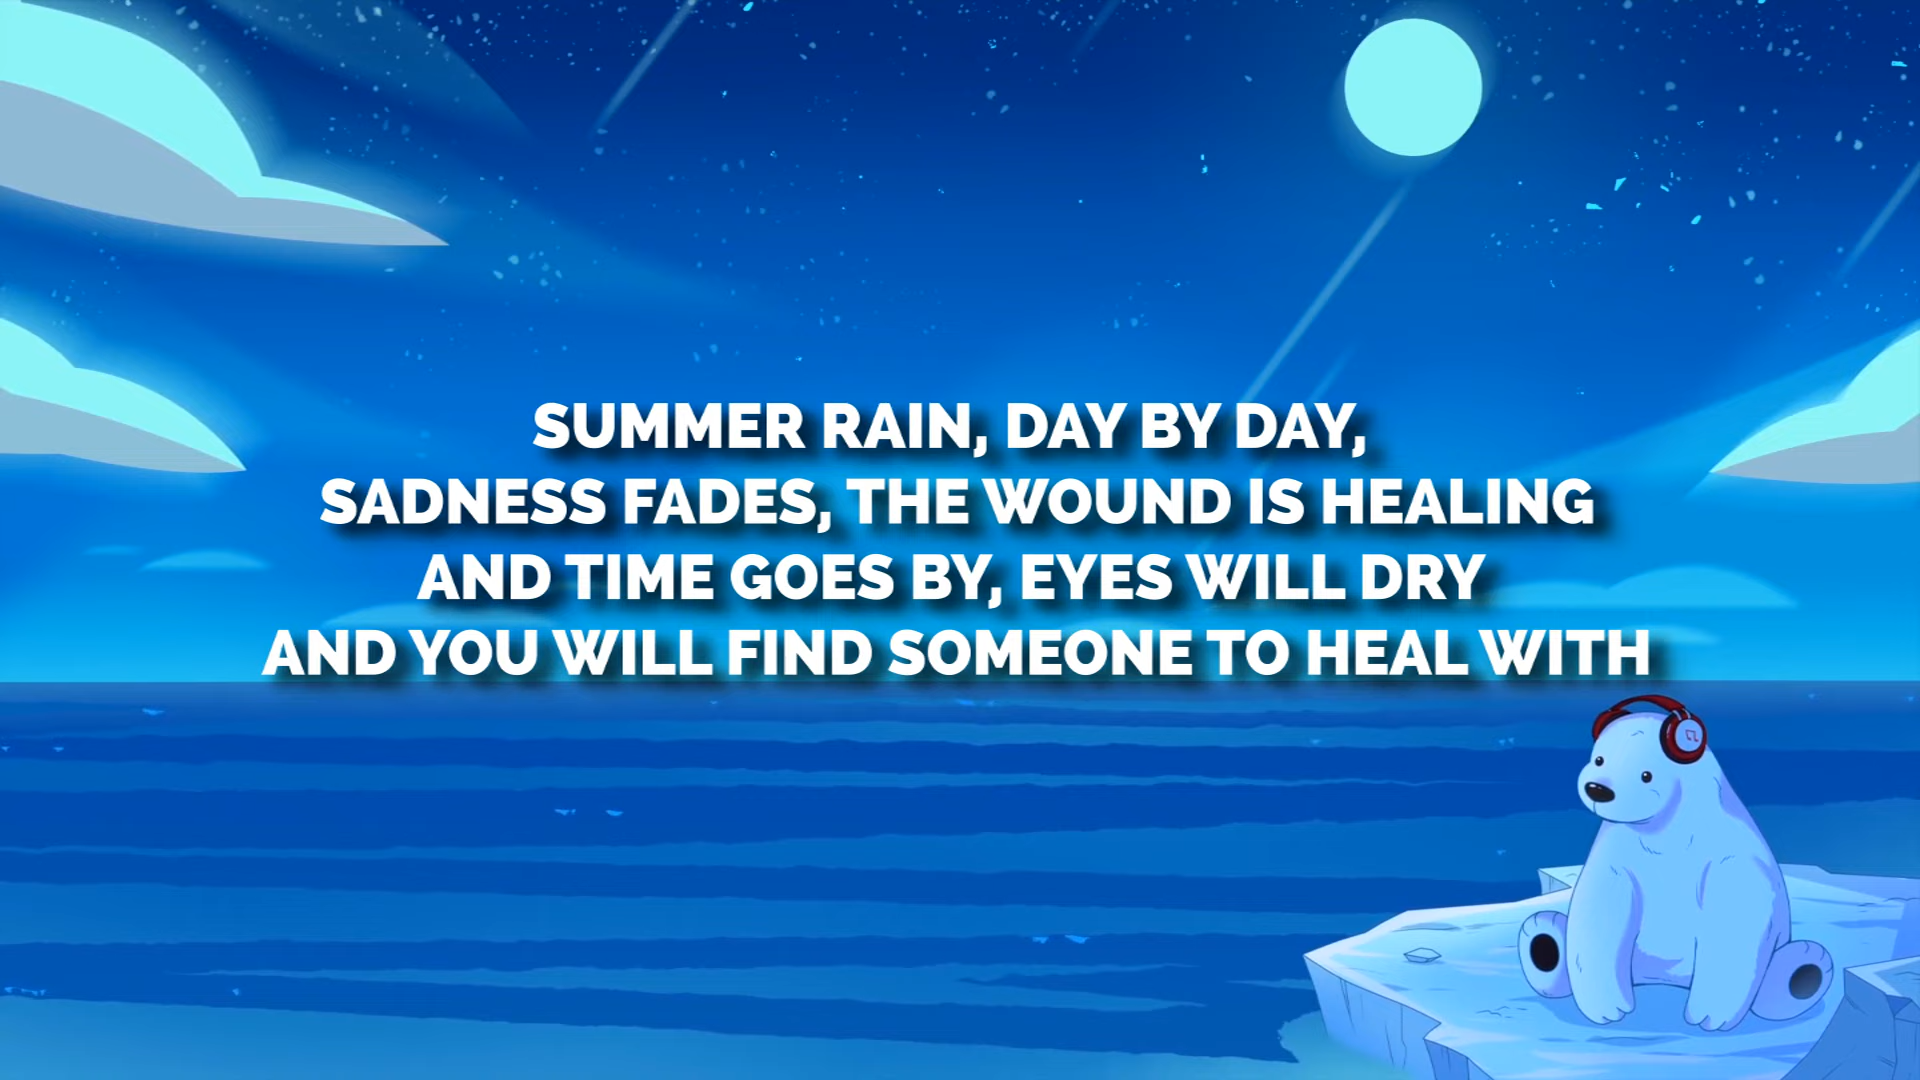 SUMMER RAIN, DAY BY DAY,
SADNESS FADES, THE WOUND IS HEALING
AND TIME GOES BY, EYES WILL DRY
AND YOU WILL FIND SOMEONE TO HEAL WITH